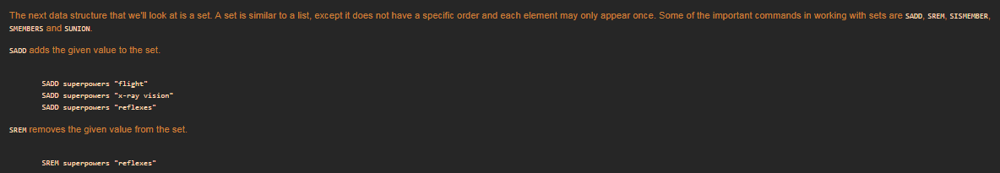 The next data structure that we'll look at is a set. A set is similar to a list, except it does not have a specific order and each element may only appear once. Some of the important commands in working with sets are SADD, SREM, SISMEMBER,
SMEMBERS and SUNION.
SADD adds the given value to the set.
SADD superpowers "flight"
SADD superpowers "x-ray vision"
SADD superpowers "reflexes"
SREM removes the given value from the set.
SREM superpowers "reflexes"